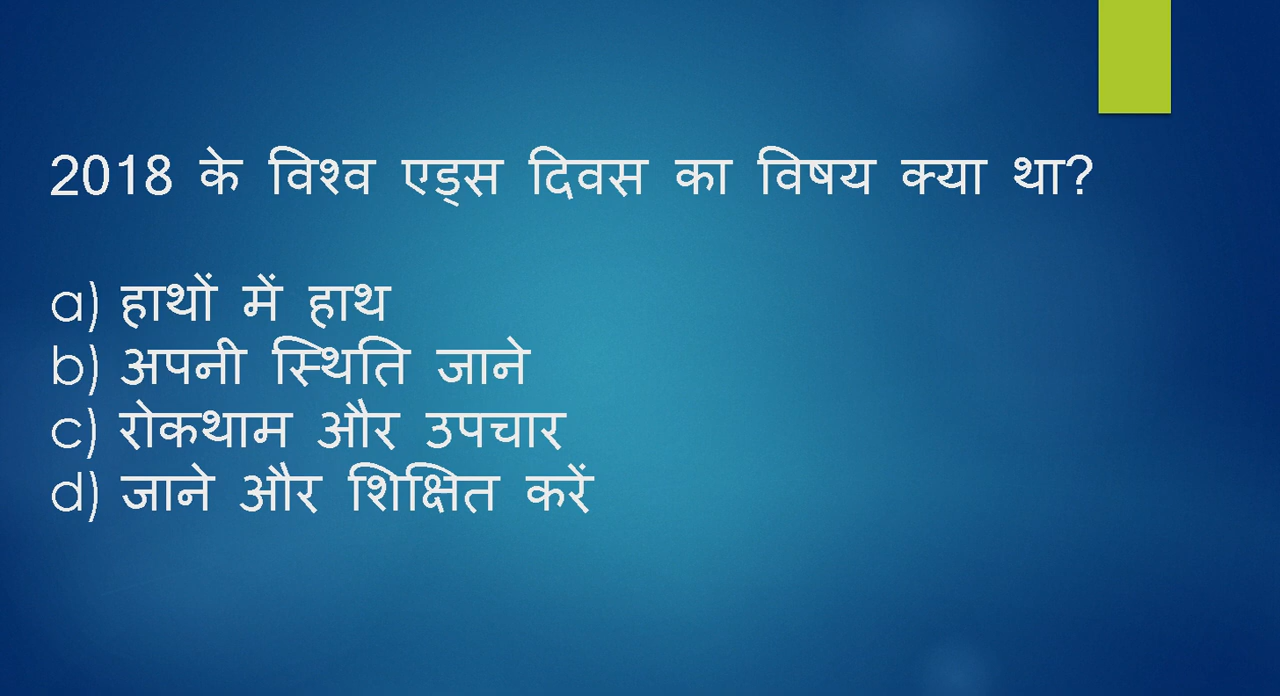 2018 के विश्व एड्स दिवस का विषय क्या था?
a) हाथों में हाथ
b) अपनी स्थिति जाने
c) रोकथाम और उपचार
d) जाने और शिक्षित करें